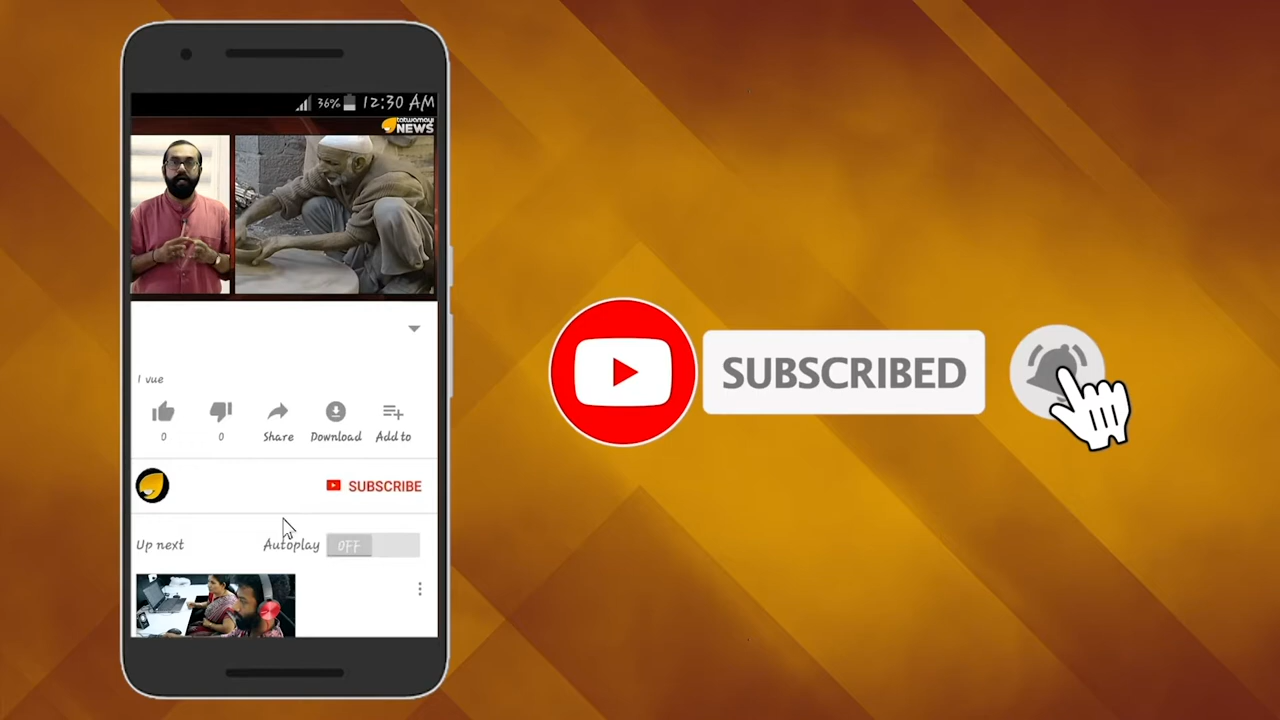 36% 12:30 AM
tatwamayi
NEWS
1 vue
0 0 Share Download Add to
SUBSCRIBE
Up next Autoplay OFF
SUBSCRIBED